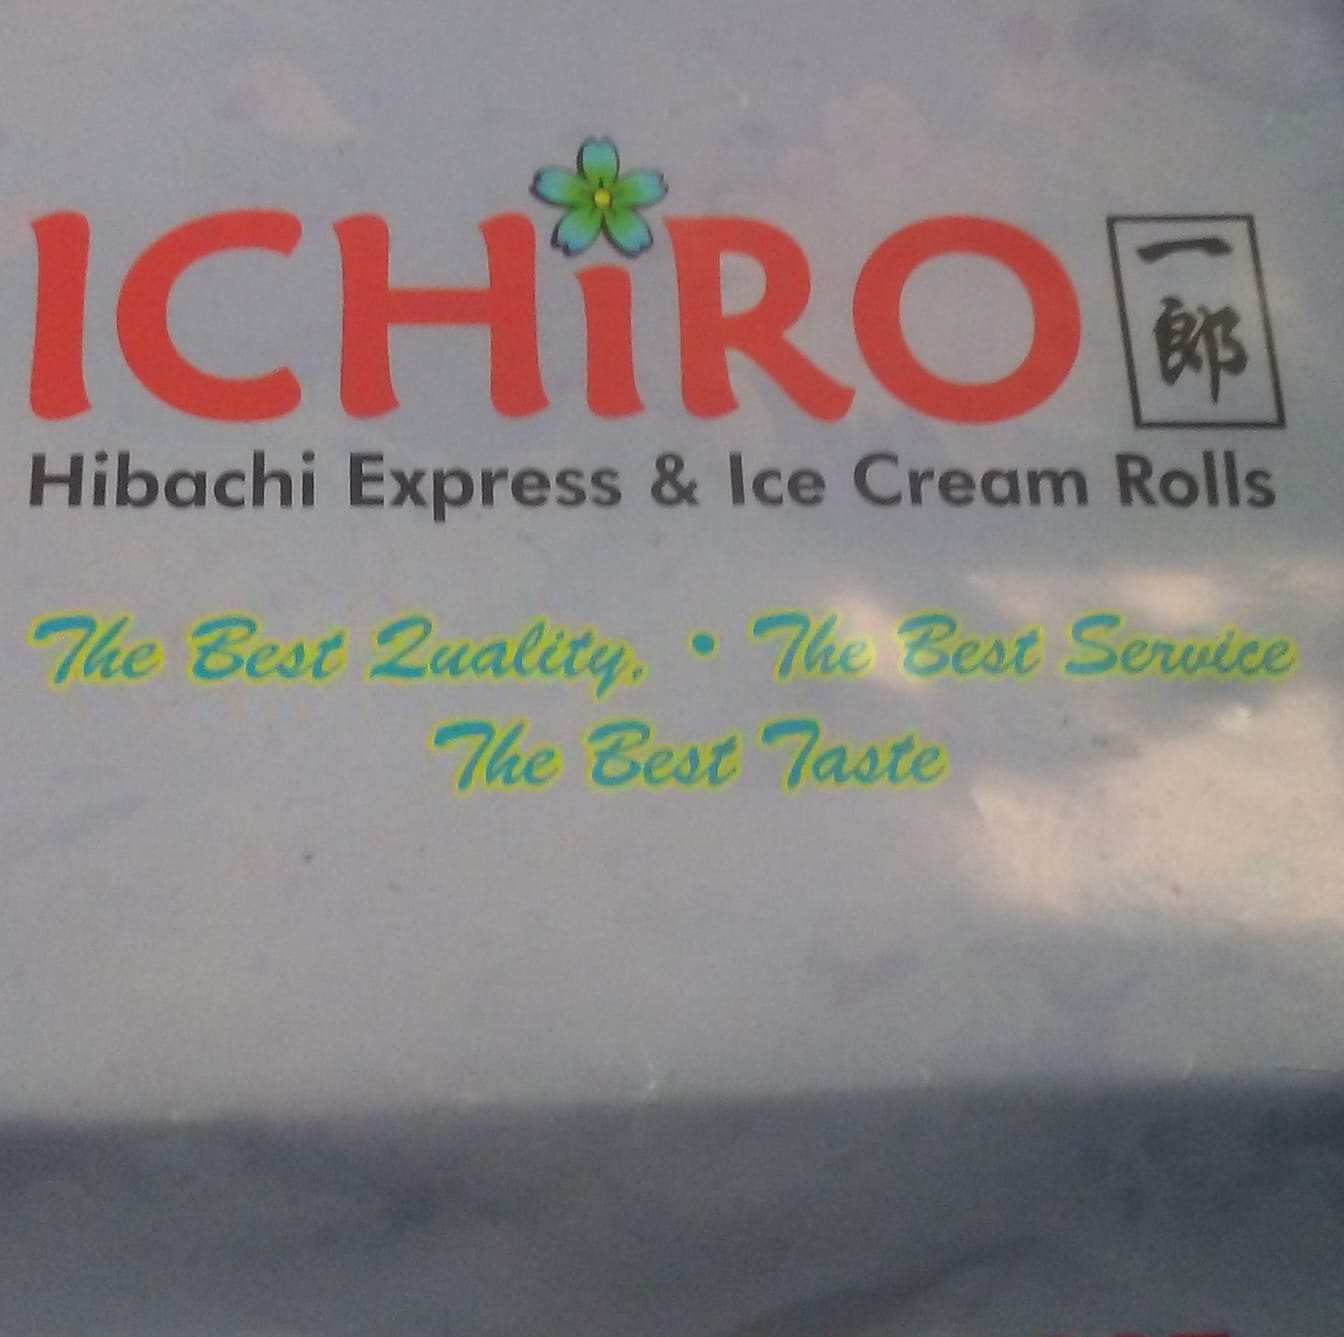 ICHiRO
一郎
Hibachi Express & Ice Cream Rolls
The Best Quality, • The Best Service
The Best Taste